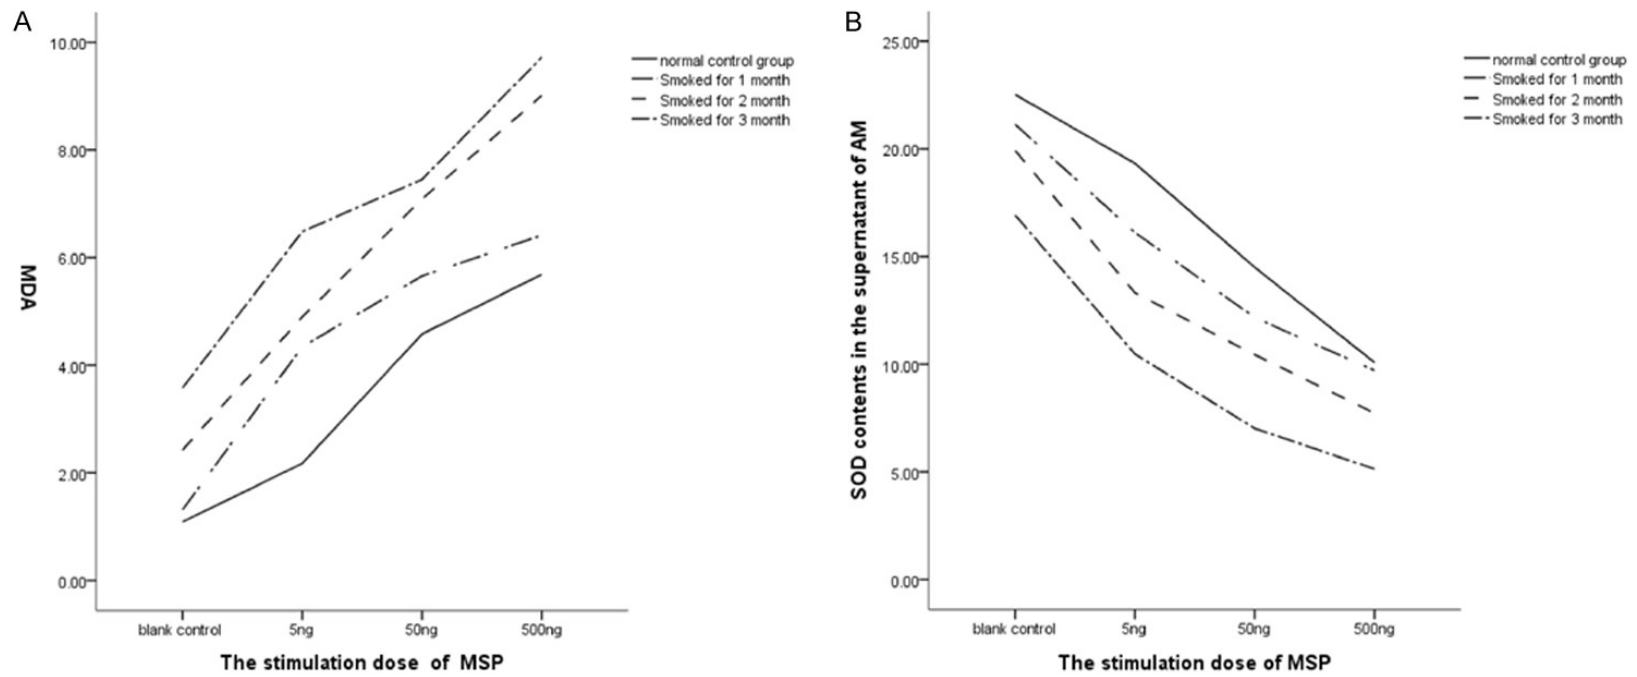 A
10.00
8.00
6.00
4.00
2.00
0.00
MDA
blank control
5ng
50ng
500ng
The stimulation dose of MSP
normal control group
Smoked for 1 month
Smoked for 2 month
Smoked for 3 month
B
25.00
20.00
15.00
10.00
5.00
0.00
SOD contents in the supernatant of AM
blank control
5ng
50ng
500ng
The stimulation dose of MSP
normal control group
Smoked for 1 month
Smoked for 2 month
Smoked for 3 month